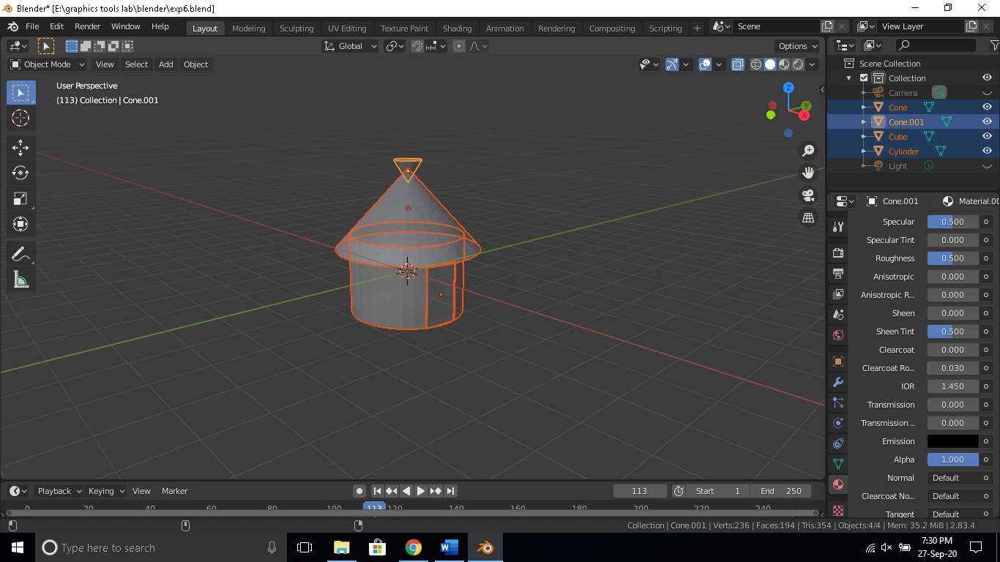 Blender* [E:\graphics tools lab\blender\exp6.blend]
File Edit Render Window Help Layout Modeling Sculpting UV Editing Texture Paint Shading Animation Rendering Compositing Scripting + Scene View Layer
Global Options
Object Mode View Select Add Object
User Perspective
(113) Collection | Cone.001
Z
Y
X
Scene Collection
Collection
Camera
Cone
Cone.001
Cube
Cylinder
Light
Cone.001 Material.00
Specular 0.500
Specular Tint 0.000
Roughness 0.500
Anisotropic 0.000
Anisotropic R... 0.000
Sheen 0.000
Sheen Tint 0.500
Clearcoat 0.000
Clearcoat Ro... 0.030
IOR 1.450
Transmission 0.000
Transmission ... 0.000
Emission
Alpha 1.000
Normal Default
Clearcoat No... Default
Tangent Default
Playback Keying View Marker 113 Start 1 End 250
0 20 40 60 80 100 113 120 140 160 180 200 220 240
Collection | Cone.001 | Verts:236 | Faces:194 | Tris:354 | Objects:4/4 | Mem: 35.2 MiB | 2.83.4
Type here to search
7:30 PM
27-Sep-20